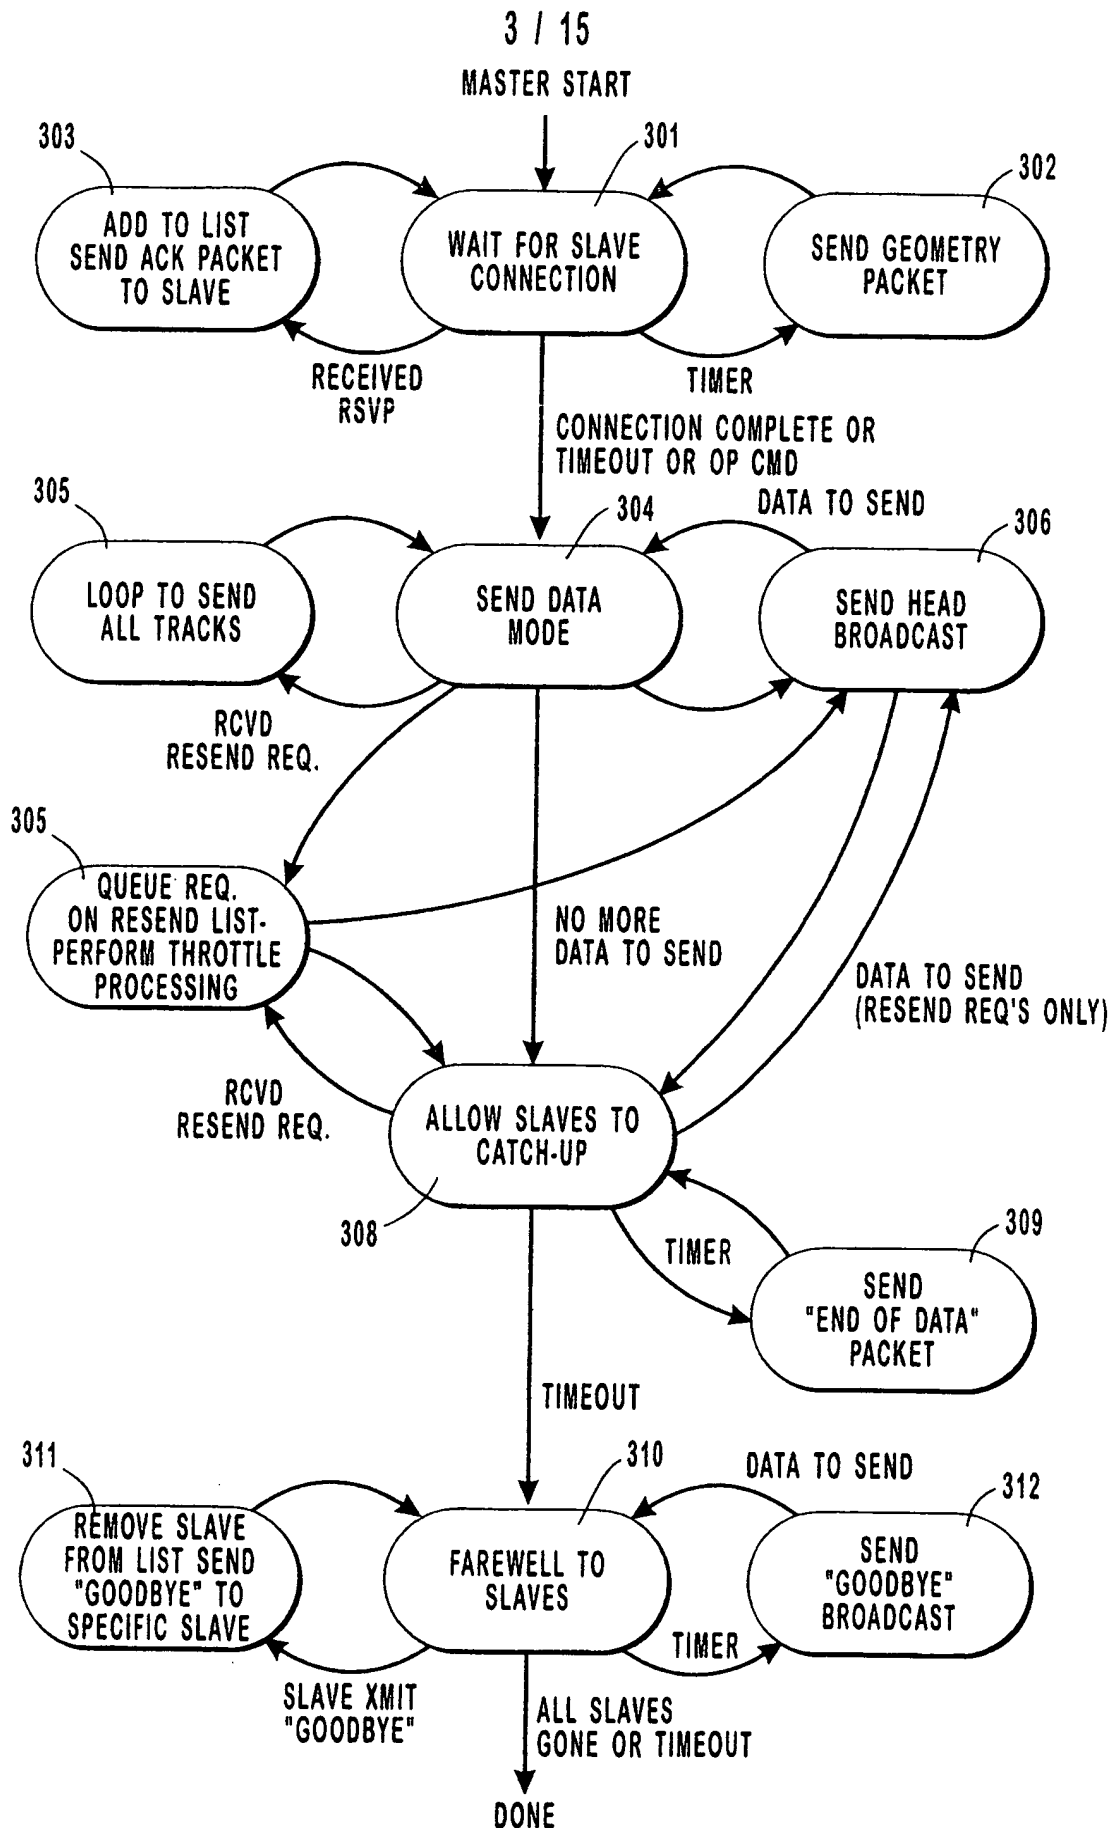 3 / 15
MASTER START
303
301
302
ADD TO LIST
SEND ACK PACKET
TO SLAVE
WAIT FOR SLAVE
CONNECTION
SEND GEOMETRY
PACKET
RECEIVED
RSVP
TIMER
CONNECTION COMPLETE OR
TIMEOUT OR OP CMD
305
304
DATA TO SEND
306
LOOP TO SEND
ALL TRACKS
SEND DATA
MODE
SEND HEAD
BROADCAST
RCVD
RESEND REQ.
305
QUEUE REQ.
ON RESEND LIST-
PERFORM THROTTLE
PROCESSING
NO MORE
DATA TO SEND
DATA TO SEND
(RESEND REQ'S ONLY)
RCVD
RESEND REQ.
ALLOW SLAVES TO
CATCH-UP
308
309
TIMER
SEND
"END OF DATA"
PACKET
TIMEOUT
311
310
DATA TO SEND
312
REMOVE SLAVE
FROM LIST SEND
"GOODBYE" TO
SPECIFIC SLAVE
FAREWELL TO
SLAVES
SEND
"GOODBYE"
BROADCAST
TIMER
SLAVE XMIT
"GOODBYE"
ALL SLAVES
GONE OR TIMEOUT
DONE